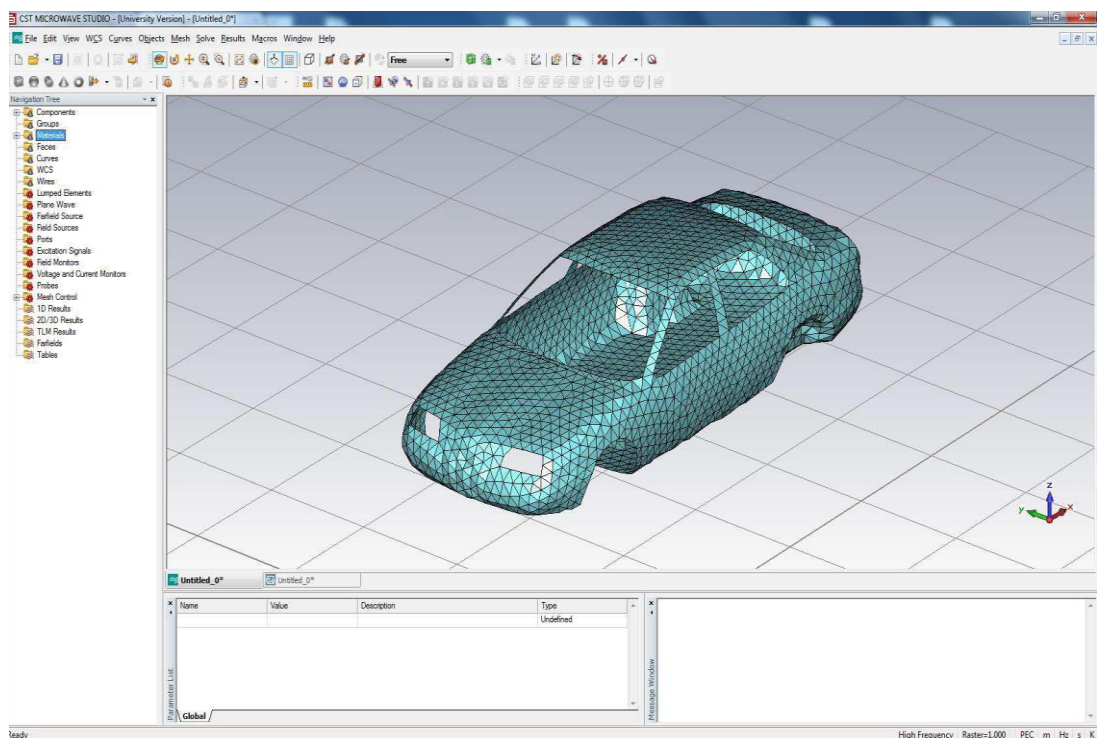 CST MICROWAVE STUDIO - [University Version] - [Untitled_0*]
File Edit View WCS Curves Objects Mesh Solve Results Macros Window Help
Free
Navigation Tree
Components
Groups
Materials
Faces
Curves
WCS
Wires
Lumped Elements
Plane Wave
Farfield Source
Field Sources
Ports
Excitation Signals
Field Monitors
Voltage and Current Monitors
Probes
Mesh Control
1D Results
2D/3D Results
TLM Results
Farfields
Tables
z
y
x
Untitled_0*
Untitled_0*
Name Value Description Type
Undefined
Parameter List
Global
Message Window
Ready
High Frequency Raster=1.000 PEC m Hz s K